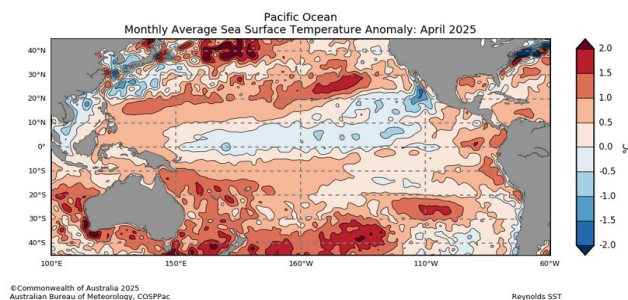 Pacific Ocean
Monthly Average Sea Surface Temperature Anomaly: April 2025
40°N
30°N
20°N
10°N
0°
10°S
20°S
30°S
40°S
100°E
150°E
160°W
110°W
60°W
2.0
1.5
1.0
0.5
0.0
-0.5
-1.0
-1.5
-2.0
°C
©Commonwealth of Australia 2025
Australian Bureau of Meteorology, COSPPac
Reynolds SST